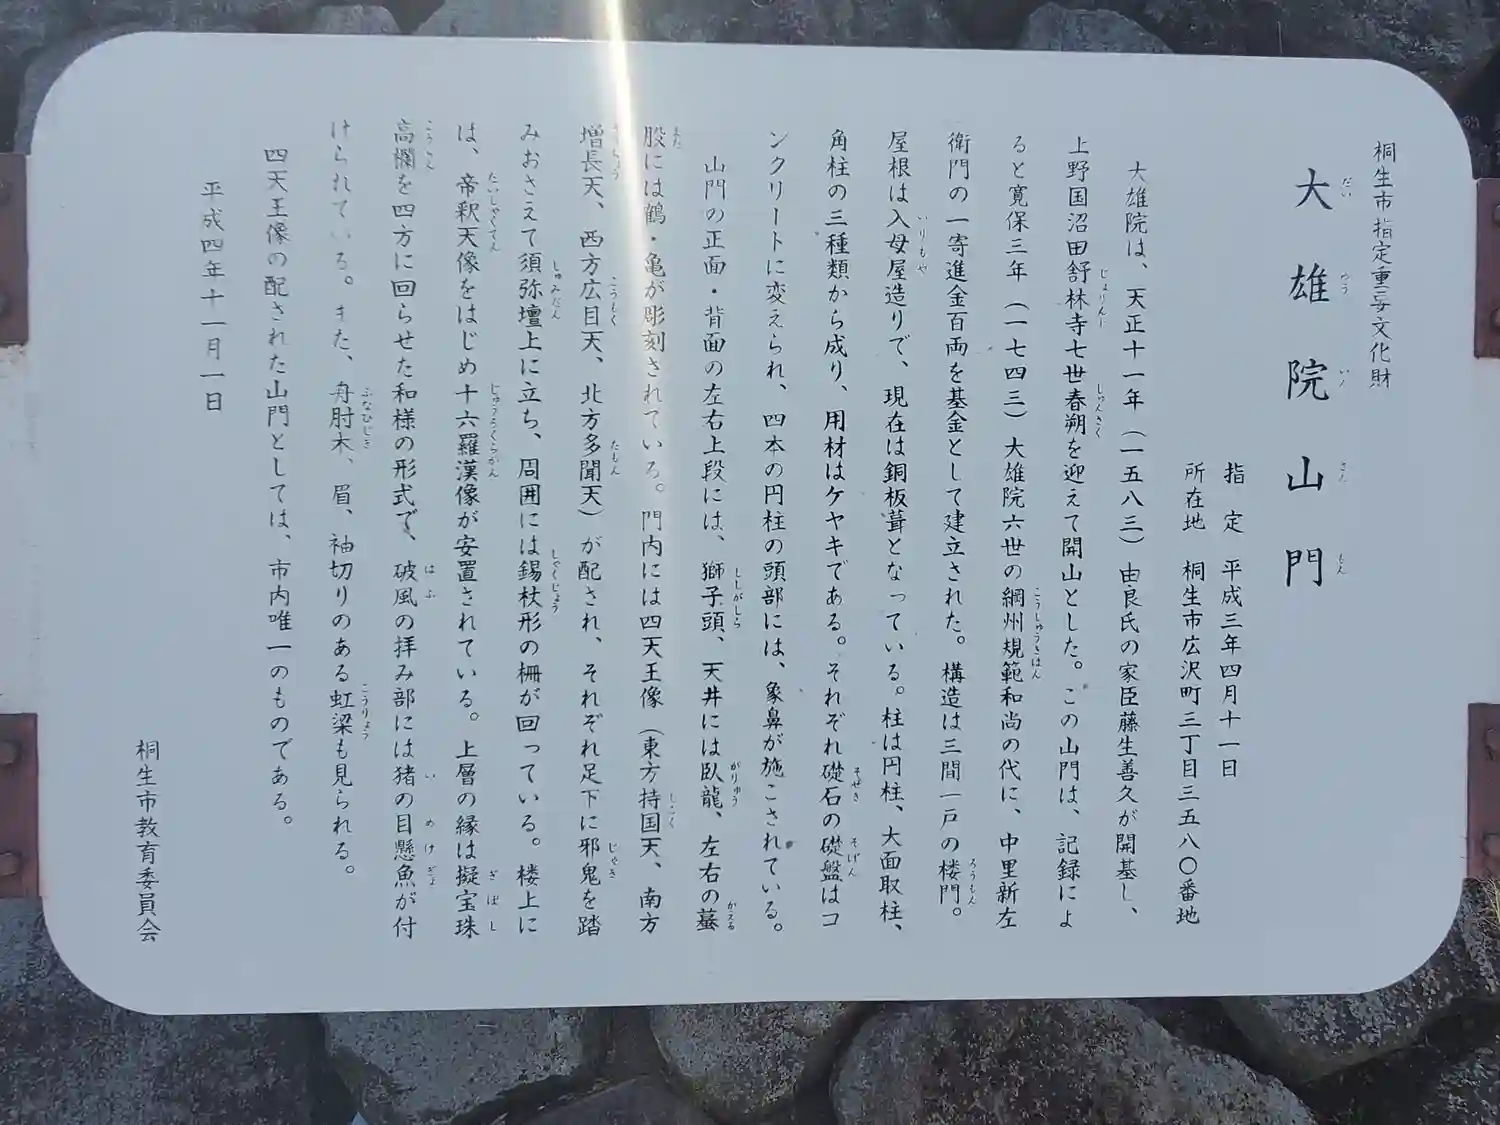 桐生市指定重要文化財
大雄院山門
指定 平成三年四月十一日
所在地 桐生市広沢町三丁目三五八〇番地
大雄院は、天正十一年（一五八三）由良氏の家臣藤生善久が開基し、
上野国沼田舒林寺七世春朔を迎えて開山とした。この山門は、記録によ
ると寛保三年（一七四三）大雄院六世の綱州規範和尚の代に、中里新左
衛門の一寄進金百両を基金として建立された。構造は三間一戸の楼門。
屋根は入母屋造りで、現在は銅板葺となっている。柱は円柱、大面取柱、
角柱の三種類から成り、用材はケヤキである。それぞれ礎石の礎盤はコ
ンクリートに変えられ、四本の円柱の頭部には、象鼻が施こされている。
山門の正面・背面の左右上段には、獅子頭、天井には臥龍、左右の蟇
股には鶴・亀が彫刻されている。門内には四天王像（東方持国天、南方
増長天、西方広目天、北方多聞天）が配され、それぞれ足下に邪鬼を踏
みおさえて須弥壇上に立ち、周囲には錫杖形の柵が回っている。楼上に
は、帝釈天像をはじめ十六羅漢像が安置されている。上層の縁は擬宝珠
高欄を四方に回らせた和様の形式で、破風の拝み部には猪の目懸魚が付
けられている。また、舟肘木、眉、袖切りのある虹梁も見られる。
四天王像の配された山門としては、市内唯一のものである。
平成四年十一月一日
桐生市教育委員会